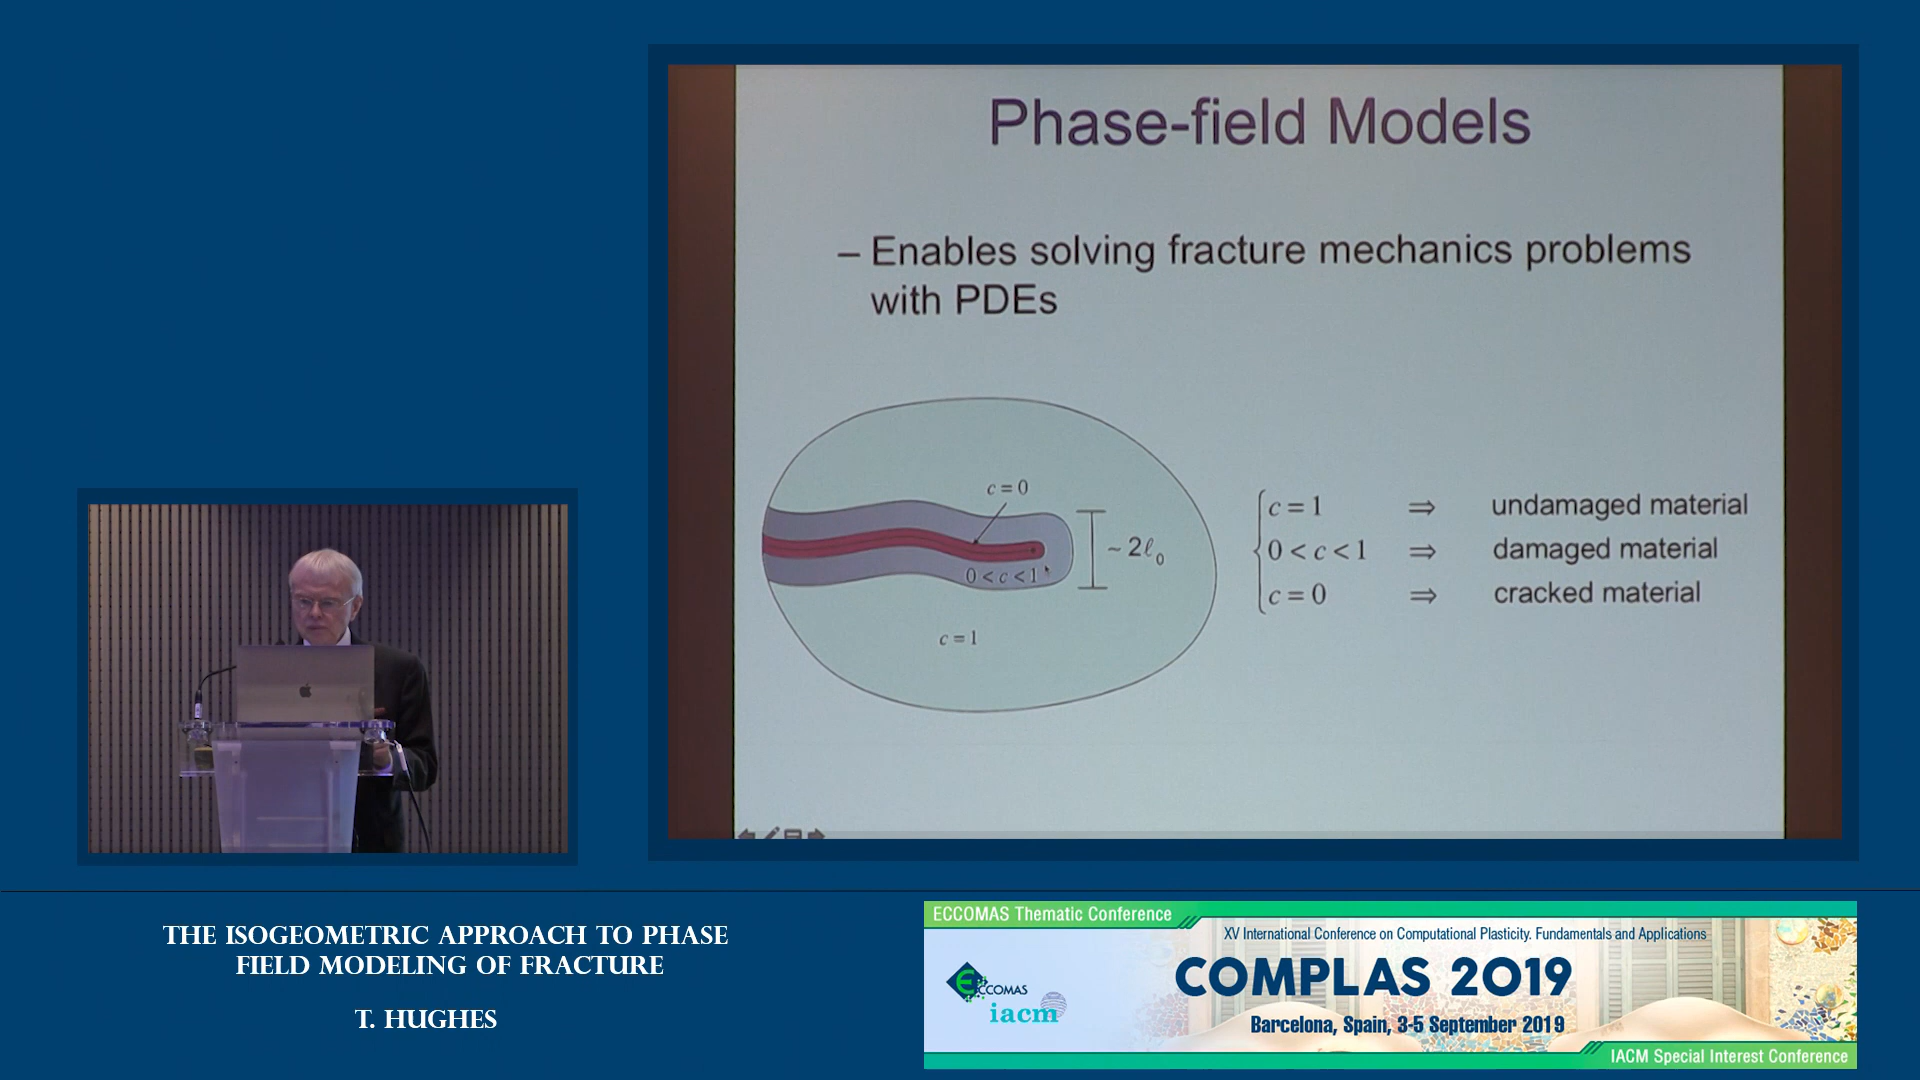 Phase-field Models
– Enables solving fracture mechanics problems
with PDEs
c = 0
~ 2ℓ₀
0 < c < 1
c = 1
c = 1 ⇒ undamaged material
0 < c < 1 ⇒ damaged material
c = 0 ⇒ cracked material
THE ISOGEOMETRIC APPROACH TO PHASE
FIELD MODELING OF FRACTURE
T. HUGHES
ECCOMAS Thematic Conference
XV International Conference on Computational Plasticity. Fundamentals and Applications
ECCOMAS
iacm
COMPLAS 2019
Barcelona, Spain, 3-5 September 2019
IACM Special Interest Conference